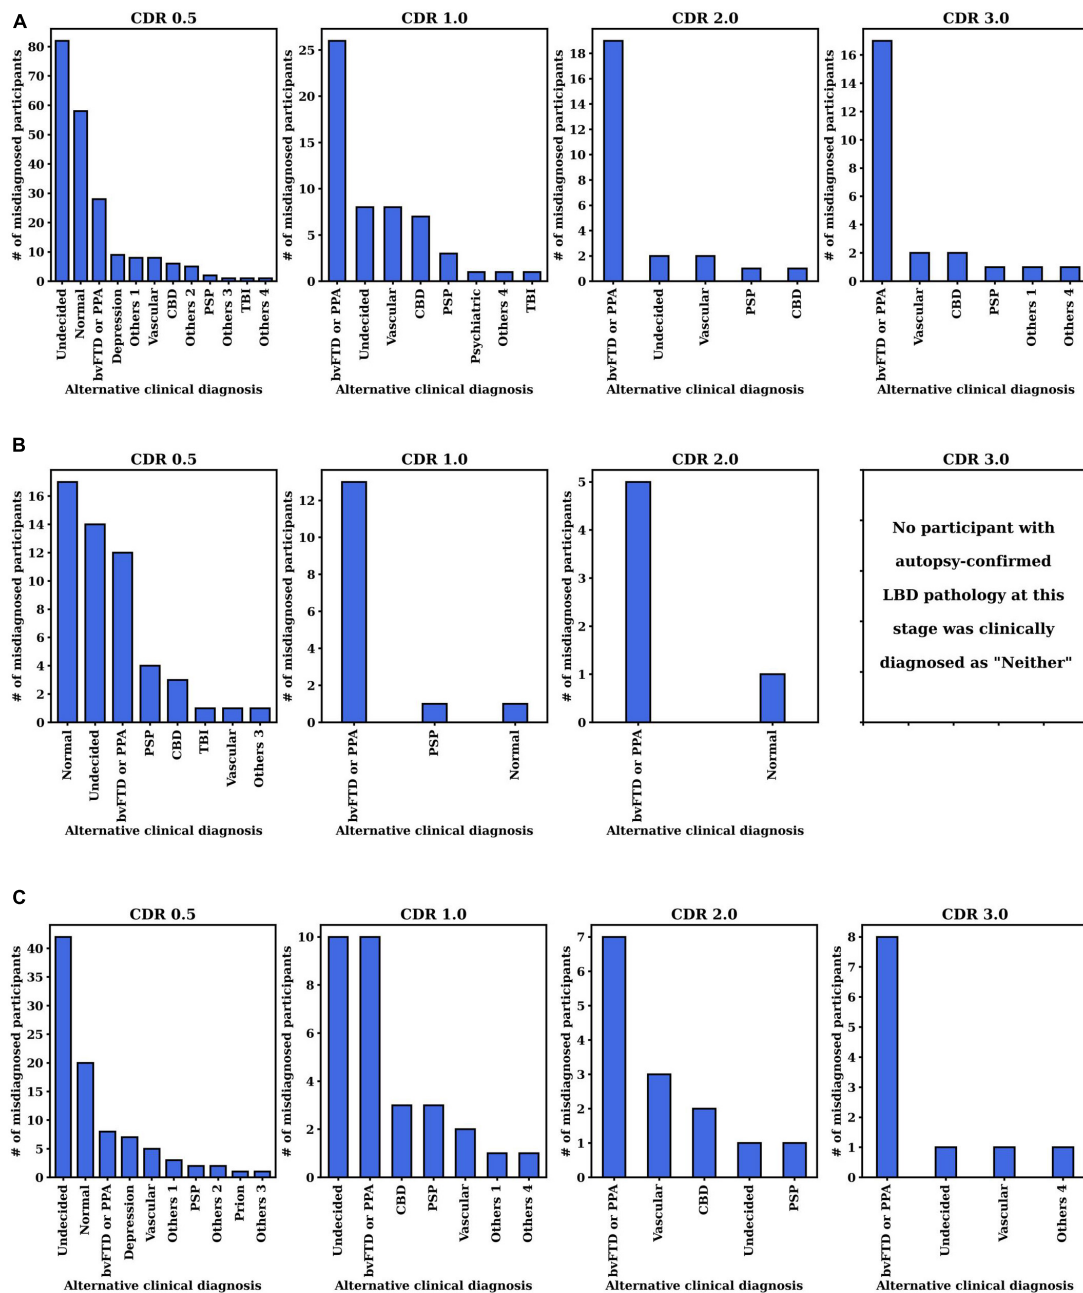 A
CDR 0.5
# of misdiagnosed participants
80
70
60
50
40
30
20
10
0
Undecided
Normal
bvFTD or PPA
Depression
Others 1
Vascular
CBD
Others 2
PSP
Others 3
TBI
Others 4
Alternative clinical diagnosis
CDR 1.0
# of misdiagnosed participants
25
20
15
10
5
0
bvFTD or PPA
Undecided
Vascular
CBD
PSP
Psychiatric
Others 4
TBI
Alternative clinical diagnosis
CDR 2.0
# of misdiagnosed participants
18
16
14
12
10
8
6
4
2
0
bvFTD or PPA
Undecided
Vascular
PSP
CBD
Alternative clinical diagnosis
CDR 3.0
# of misdiagnosed participants
16
14
12
10
8
6
4
2
0
bvFTD or PPA
Vascular
CBD
PSP
Others 1
Others 4
Alternative clinical diagnosis
B
CDR 0.5
# of misdiagnosed participants
16
14
12
10
8
6
4
2
0
Normal
Undecided
bvFTD or PPA
PSP
CBD
TBI
Vascular
Others 3
Alternative clinical diagnosis
CDR 1.0
# of misdiagnosed participants
12
10
8
6
4
2
0
bvFTD or PPA
PSP
Normal
Alternative clinical diagnosis
CDR 2.0
# of misdiagnosed participants
5
4
3
2
1
0
bvFTD or PPA
Normal
Alternative clinical diagnosis
CDR 3.0
No participant with
autopsy-confirmed
LBD pathology at this
stage was clinically
diagnosed as "Neither"
C
CDR 0.5
# of misdiagnosed participants
40
35
30
25
20
15
10
5
0
Undecided
Normal
bvFTD or PPA
Depression
Vascular
Others 1
PSP
Others 2
Prion
Others 3
Alternative clinical diagnosis
CDR 1.0
# of misdiagnosed participants
10
8
6
4
2
0
Undecided
bvFTD or PPA
CBD
PSP
Vascular
Others 1
Others 4
Alternative clinical diagnosis
CDR 2.0
# of misdiagnosed participants
7
6
5
4
3
2
1
0
bvFTD or PPA
Vascular
CBD
Undecided
PSP
Alternative clinical diagnosis
CDR 3.0
# of misdiagnosed participants
8
7
6
5
4
3
2
1
0
bvFTD or PPA
Undecided
Vascular
Others 4
Alternative clinical diagnosis